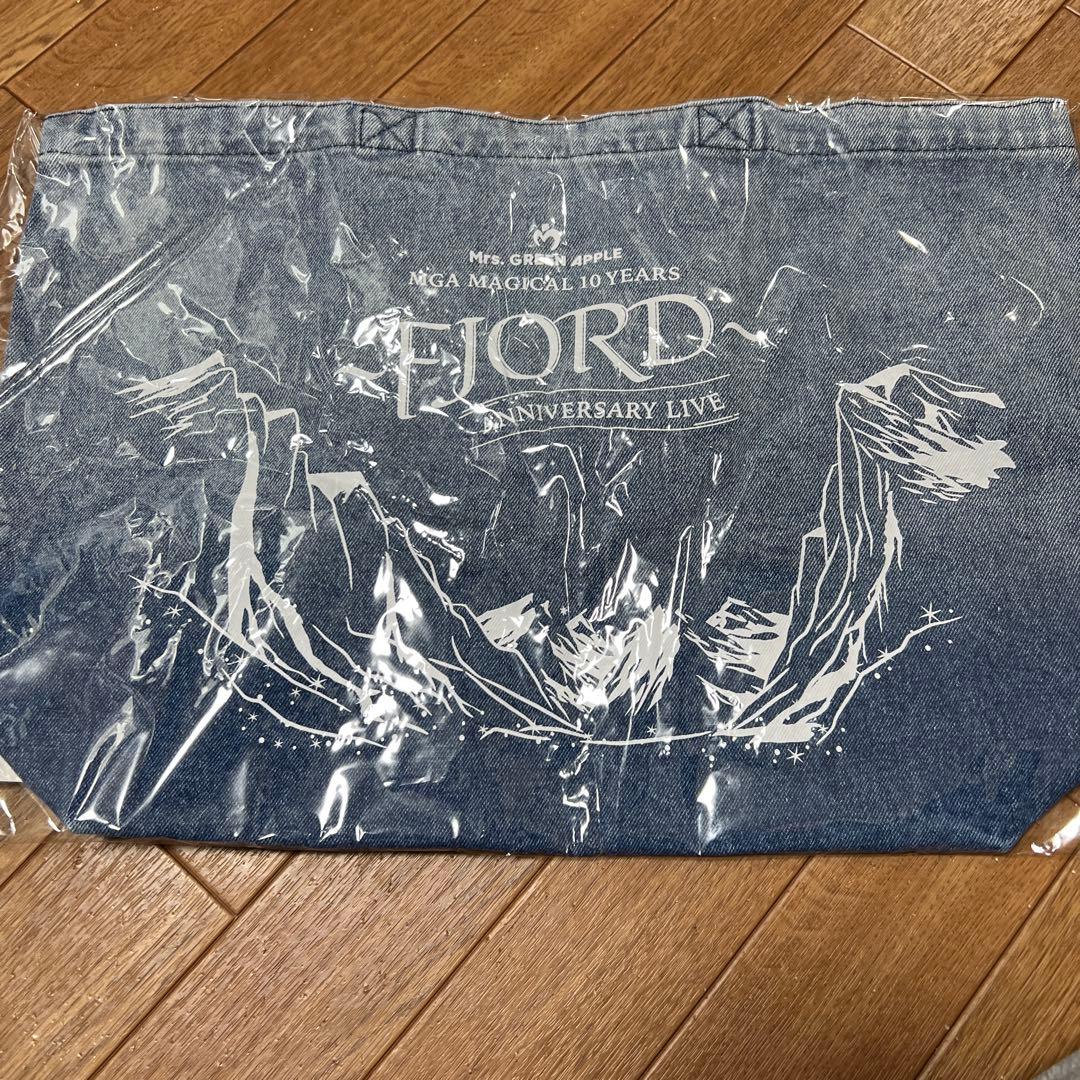 Mrs. GREEN APPLE
MGA MAGICAL 10 YEARS
~FJORD~
ANNIVERSARY LIVE